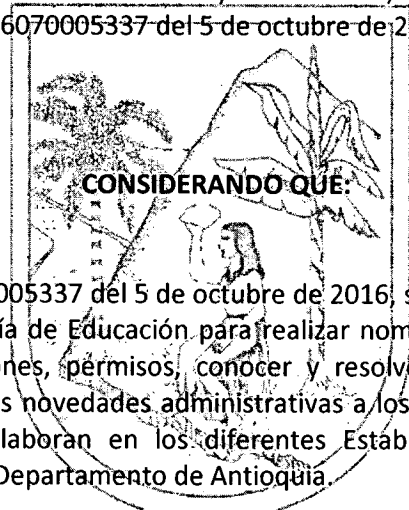 6070005337 del 5 de octubre de 2
CONSIDERANDO QUE:
005337 del 5 de octubre de 2016, s
ía de Educación para realizar nom
ones, permisos, conocer y resolv
s novedades administrativas a los
laboran en los diferentes Estab
Departamento de Antioquia.